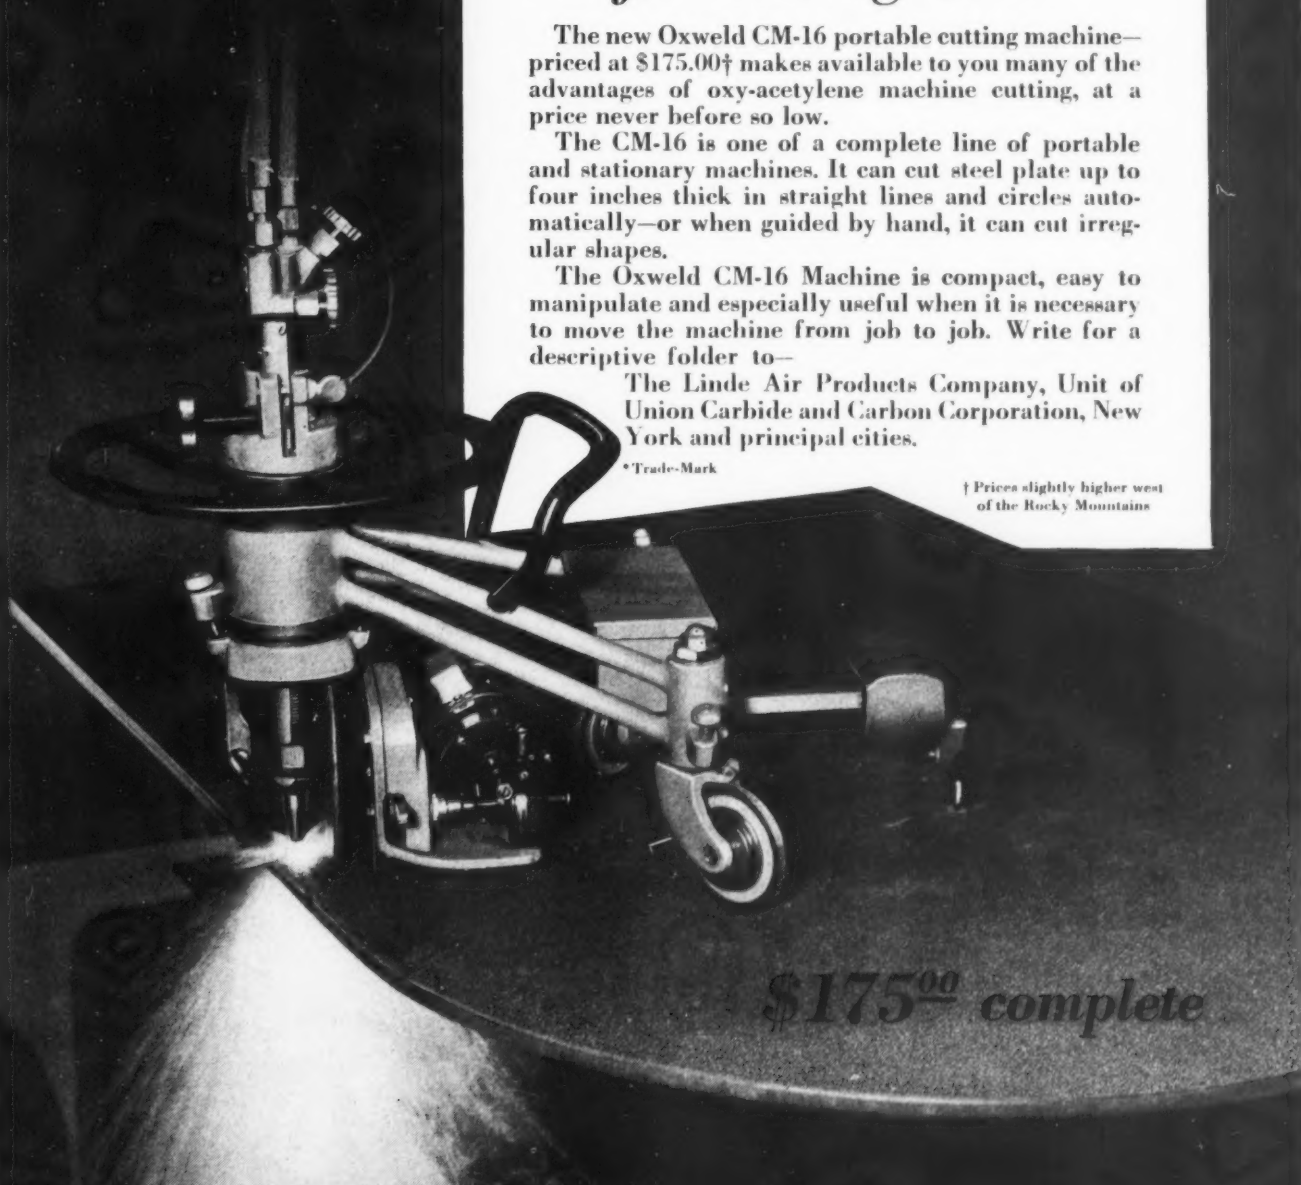 The new Oxweld CM-16 portable cutting machine—
priced at $175.00† makes available to you many of the
advantages of oxy-acetylene machine cutting, at a
price never before so low.
The CM-16 is one of a complete line of portable
and stationary machines. It can cut steel plate up to
four inches thick in straight lines and circles auto-
matically—or when guided by hand, it can cut irreg-
ular shapes.
The Oxweld CM-16 Machine is compact, easy to
manipulate and especially useful when it is necessary
to move the machine from job to job. Write for a
descriptive folder to—
The Linde Air Products Company, Unit of
Union Carbide and Carbon Corporation, New
York and principal cities.
*Trade-Mark
† Prices slightly higher west
of the Rocky Mountains
$175⁰⁰ complete